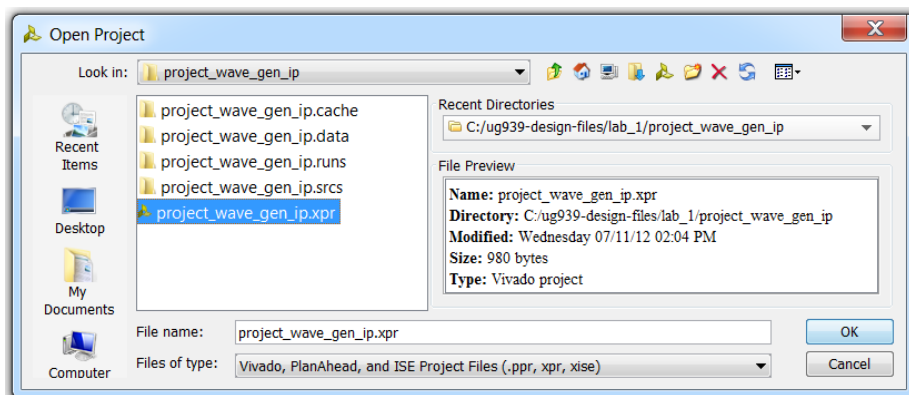 Open Project
Look in: project_wave_gen_ip
Recent Items
Desktop
My Documents
Computer
project_wave_gen_ip.cache
project_wave_gen_ip.data
project_wave_gen_ip.runs
project_wave_gen_ip.srcs
project_wave_gen_ip.xpr
Recent Directories
C:/ug939-design-files/lab_1/project_wave_gen_ip
File Preview
Name: project_wave_gen_ip.xpr
Directory: C:/ug939-design-files/lab_1/project_wave_gen_ip
Modified: Wednesday 07/11/12 02:04 PM
Size: 980 bytes
Type: Vivado project
File name: project_wave_gen_ip.xpr
OK
Files of type: Vivado, PlanAhead, and ISE Project Files (.ppr, xpr, xise)
Cancel